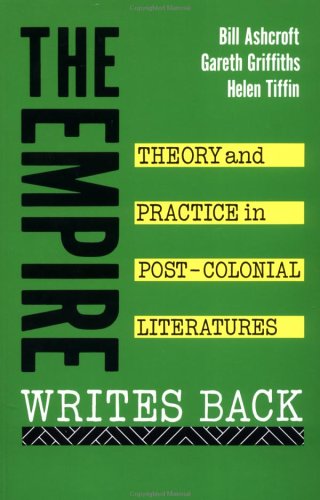 Bill Ashcroft
Gareth Griffiths
Helen Tiffin
THE EMPIRE
WRITES BACK
THEORY and
PRACTICE in
POST-COLONIAL
LITERATURES